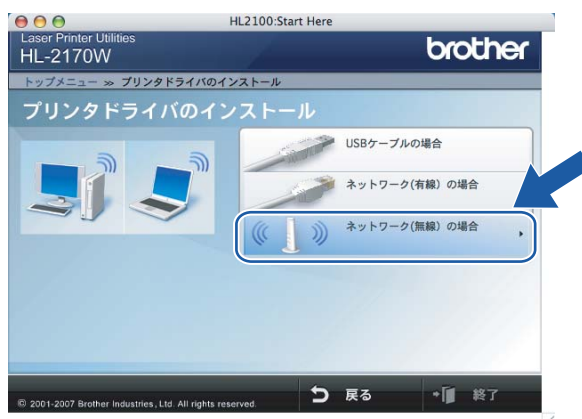 HL2100:Start Here
Laser Printer Utilities
HL-2170W
brother
トップメニュー >> プリンタドライバのインストール
プリンタドライバのインストール
USBケーブルの場合
ネットワーク(有線）の場合
ネットワーク(無線）の場合
© 2001-2007 Brother Industries, Ltd. All rights reserved.
戻る
終了